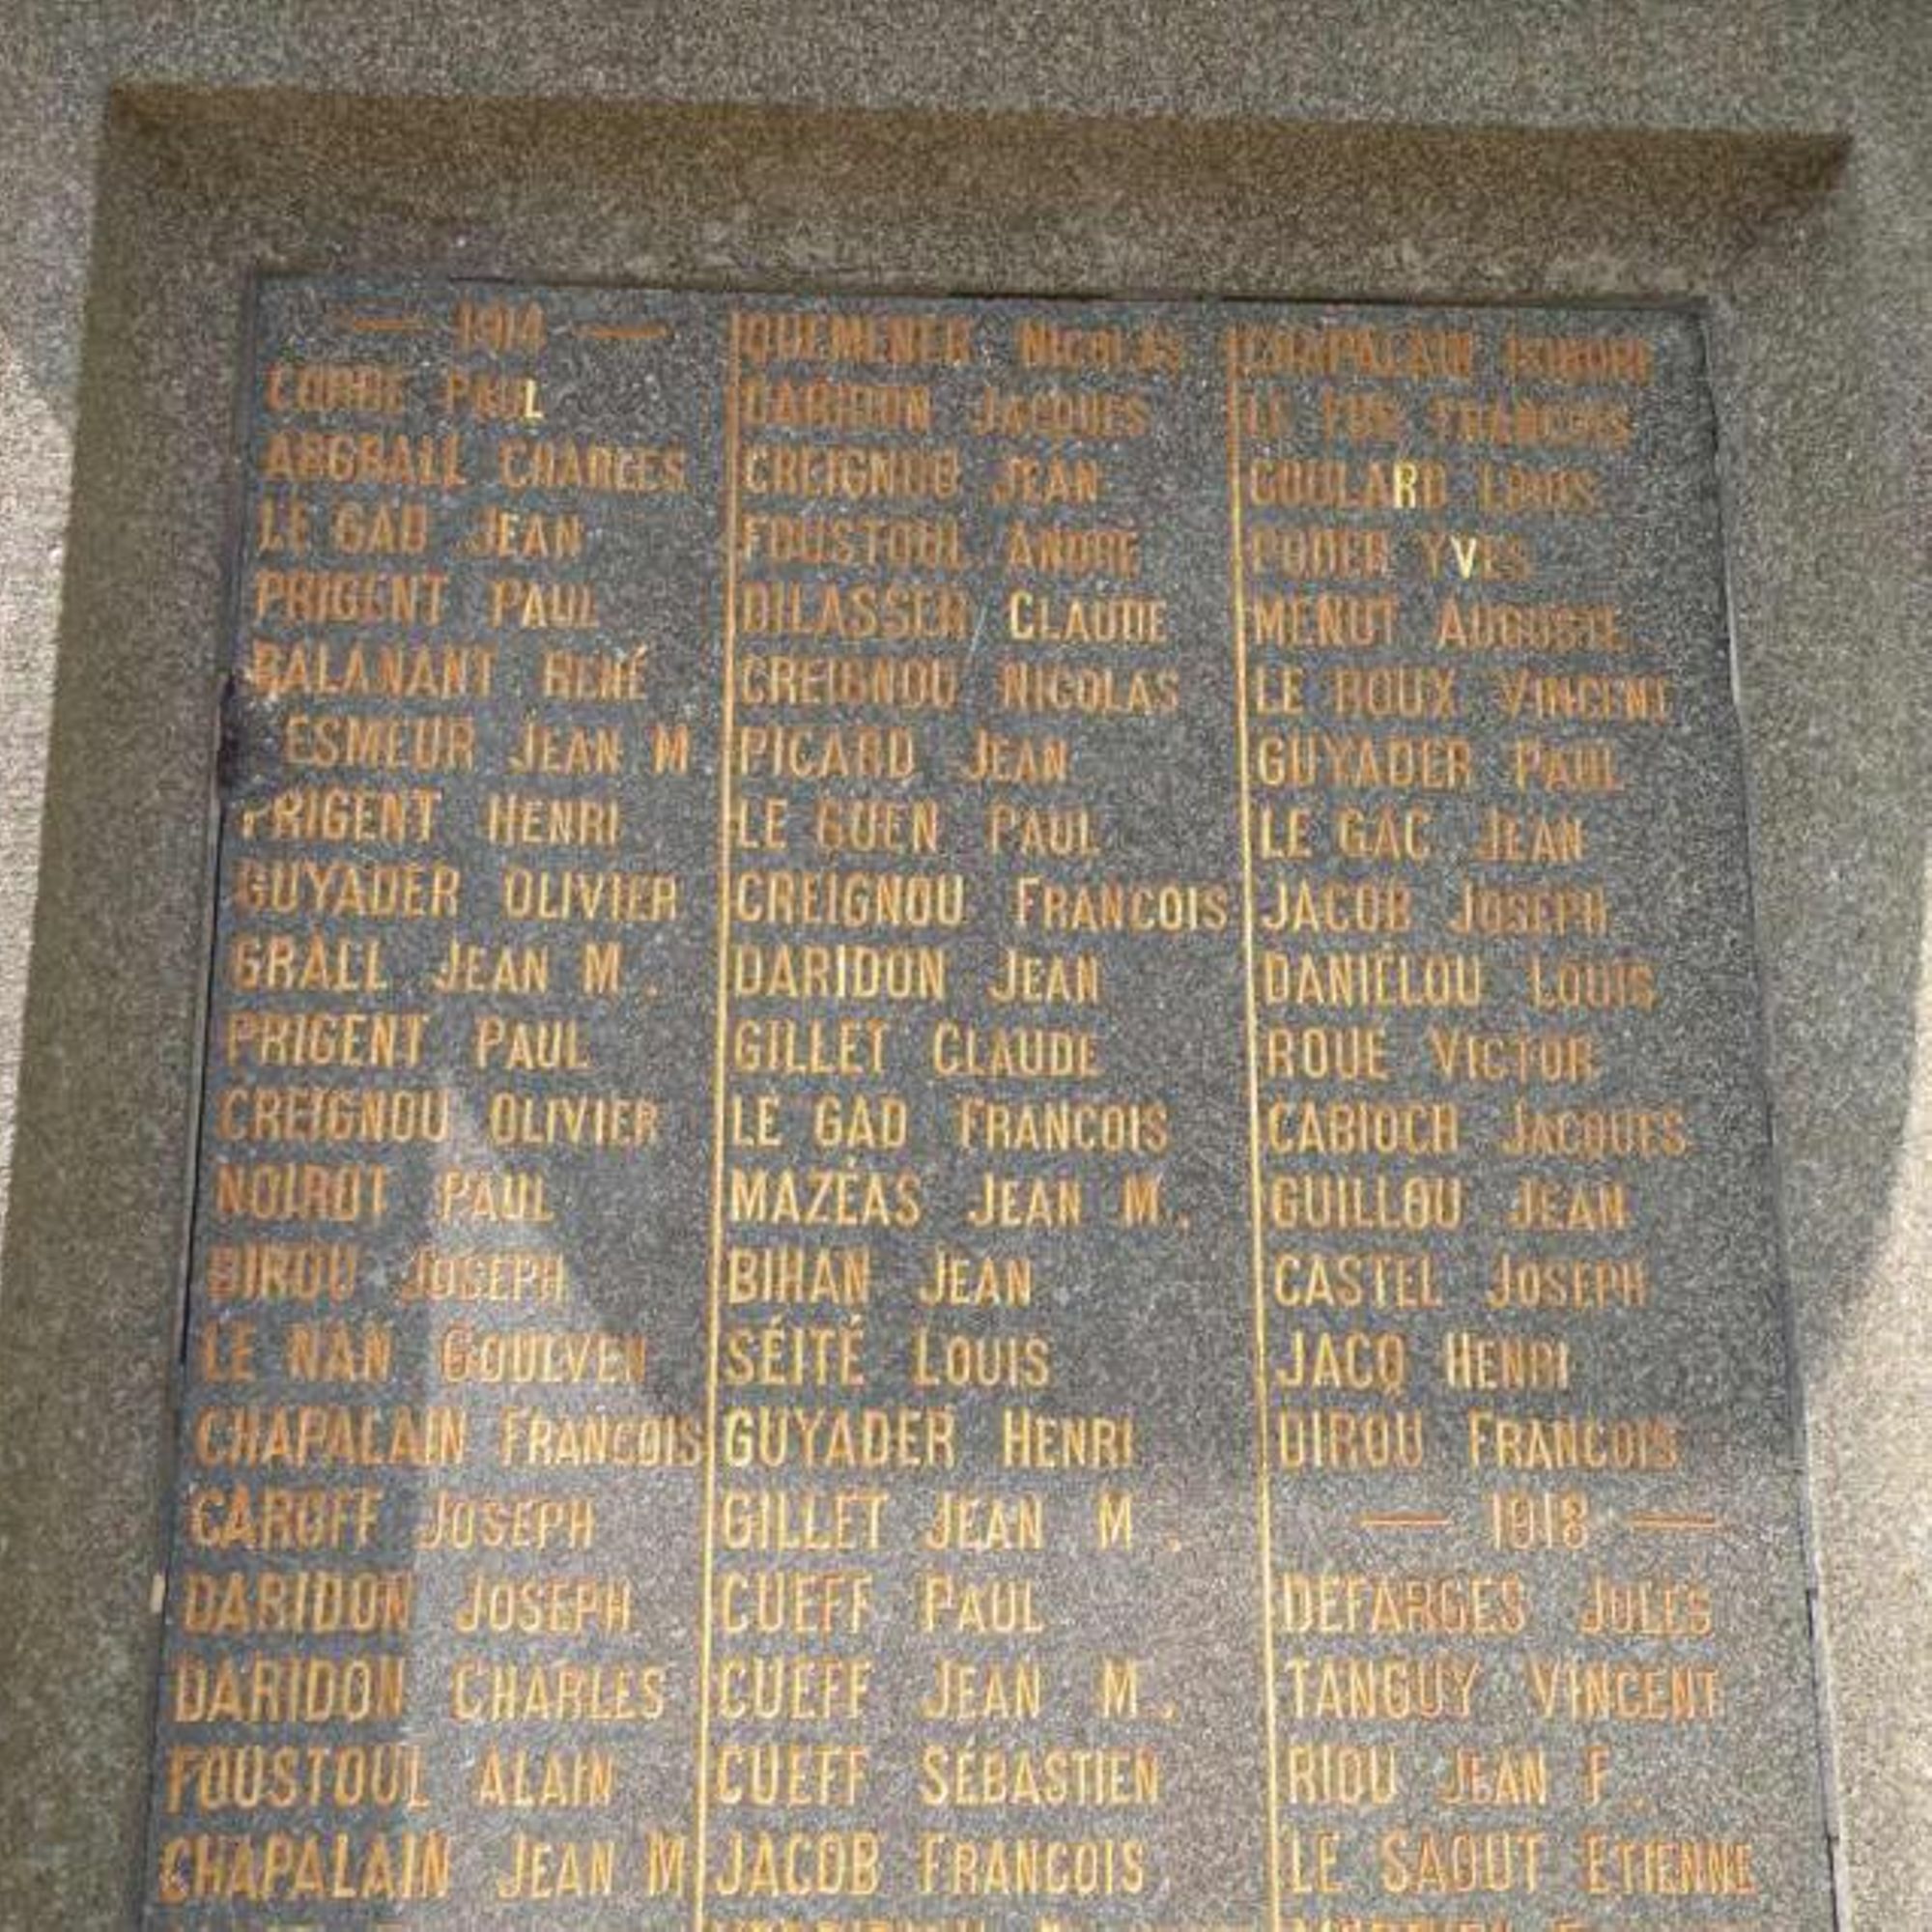 — 1914 —
PAUL
ABGRALL CHARLES
LE GAD JEAN
PRIGENT PAUL
BALANANT RENÉ
ESMEUR JEAN M
PRIGENT HENRI
GUYADER OLIVIER
GRALL JEAN M.
PRIGENT PAUL
CREIGNOU OLIVIER
NOIROT PAUL
DIROU JOSEPH
LE NAN GOULVEN
CHAPALAIN FRANCOIS
CAROFF JOSEPH
DARIDON JOSEPH
DARIDON CHARLES
FOUSTOUL ALAIN
CHAPALAIN JEAN M
QUEMENER NICOLAS
DARIDON JACQUES
CREIGNOU JEAN
FOUSTOUL ANDRÉ
DILASSER CLAUDE
CREIGNOU NICOLAS
PICARD JEAN
LE GUEN PAUL
CREIGNOU FRANCOIS
DARIDON JEAN
GILLET CLAUDE
LE GAD FRANCOIS
MAZÉAS JEAN M.
BIHAN JEAN
SÉITÉ LOUIS
GUYADER HENRI
GILLET JEAN M.
CUEFF PAUL
CUEFF JEAN M.
CUEFF SÉBASTIEN
JACOB FRANCOIS
CHAPALAIN
LE FRANCOIS
GOULARD LOUIS
PODER YVES
MENUT AUGUSTE
LE ROUX VINCENT
GUYADER PAUL
LE GAC JEAN
JACOB JOSEPH
DANIÉLOU LOUIS
ROUE VICTOR
CABIOCH JACQUES
GUILLOU JEAN
CASTEL JOSEPH
JACQ HENRI
DIROU FRANCOIS
— 1918 —
DEFARGES JULES
TANGUY VINCENT
RIOU JEAN F.
LE SAOUT ETIENNE